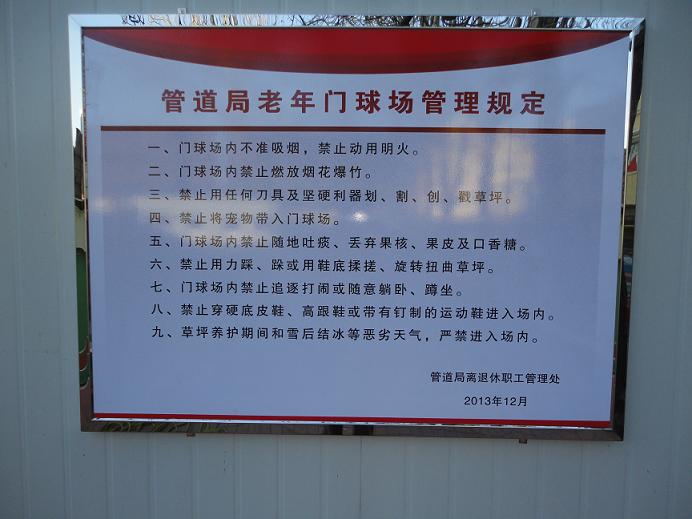 管道局老年门球场管理规定
一、门球场内不准吸烟，禁止动用明火。
二、门球场内禁止燃放烟花爆竹。
三、禁止用任何刀具及坚硬利器划、割、创、戳草坪。
四、禁止将宠物带入门球场。
五、门球场内禁止随地吐痰、丢弃果核、果皮及口香糖。
六、禁止用力踩、跺或用鞋底揉搓、旋转扭曲草坪。
七、门球场内禁止追逐打闹或随意躺卧、蹲坐。
八、禁止穿硬底皮鞋、高跟鞋或带有钉制的运动鞋进入场内。
九、草坪养护期间和雪后结冰等恶劣天气，严禁进入场内。
管道局离退休职工管理处
2013年12月